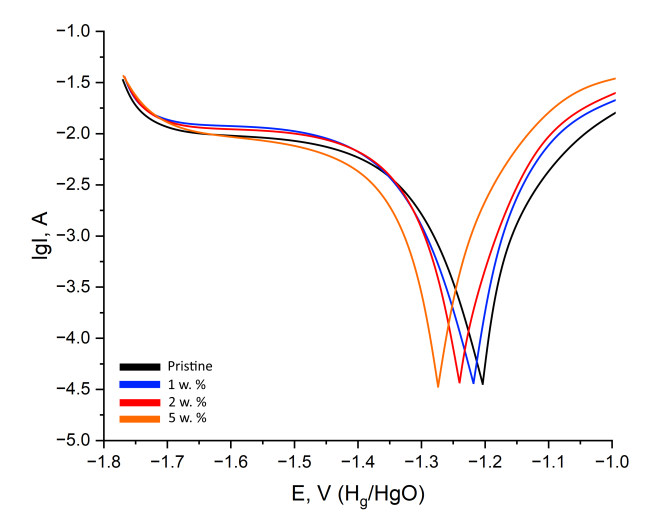 −1.0
−1.5
−2.0
−2.5
−3.0
−3.5
−4.0
−4.5
−5.0
lgI, A
Pristine
1 w. %
2 w. %
5 w. %
−1.8 −1.7 −1.6 −1.5 −1.4 −1.3 −1.2 −1.1 −1.0
E, V (Hg/HgO)